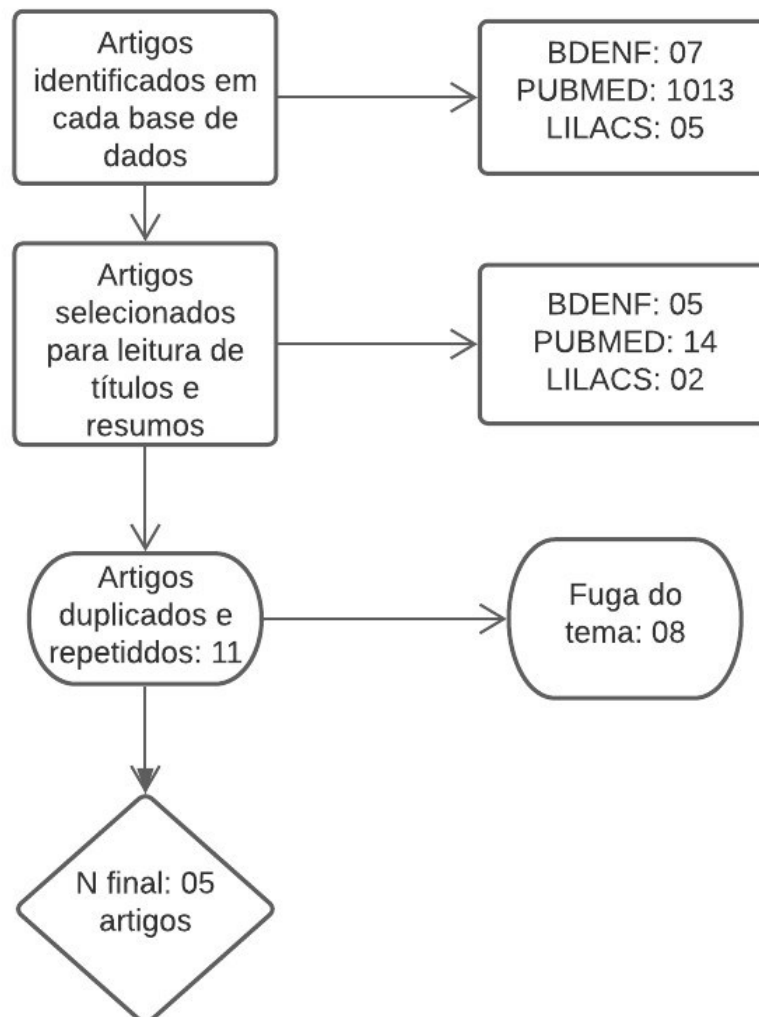 Artigos
identificados em
cada base de
dados
BDENF: 07
PUBMED: 1013
LILACS: 05
Artigos
selecionados
para leitura de
títulos e
resumos
BDENF: 05
PUBMED: 14
LILACS: 02
Artigos
duplicados e
repetiddos: 11
Fuga do
tema: 08
N final: 05
artigos